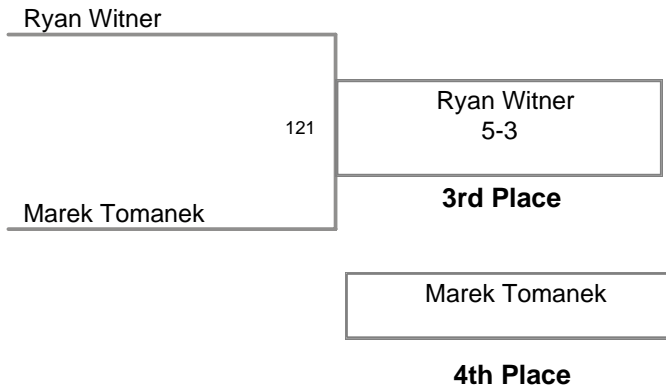 Ryan Witner
121
Ryan Witner
5-3
3rd Place
Marek Tomanek
Marek Tomanek
4th Place